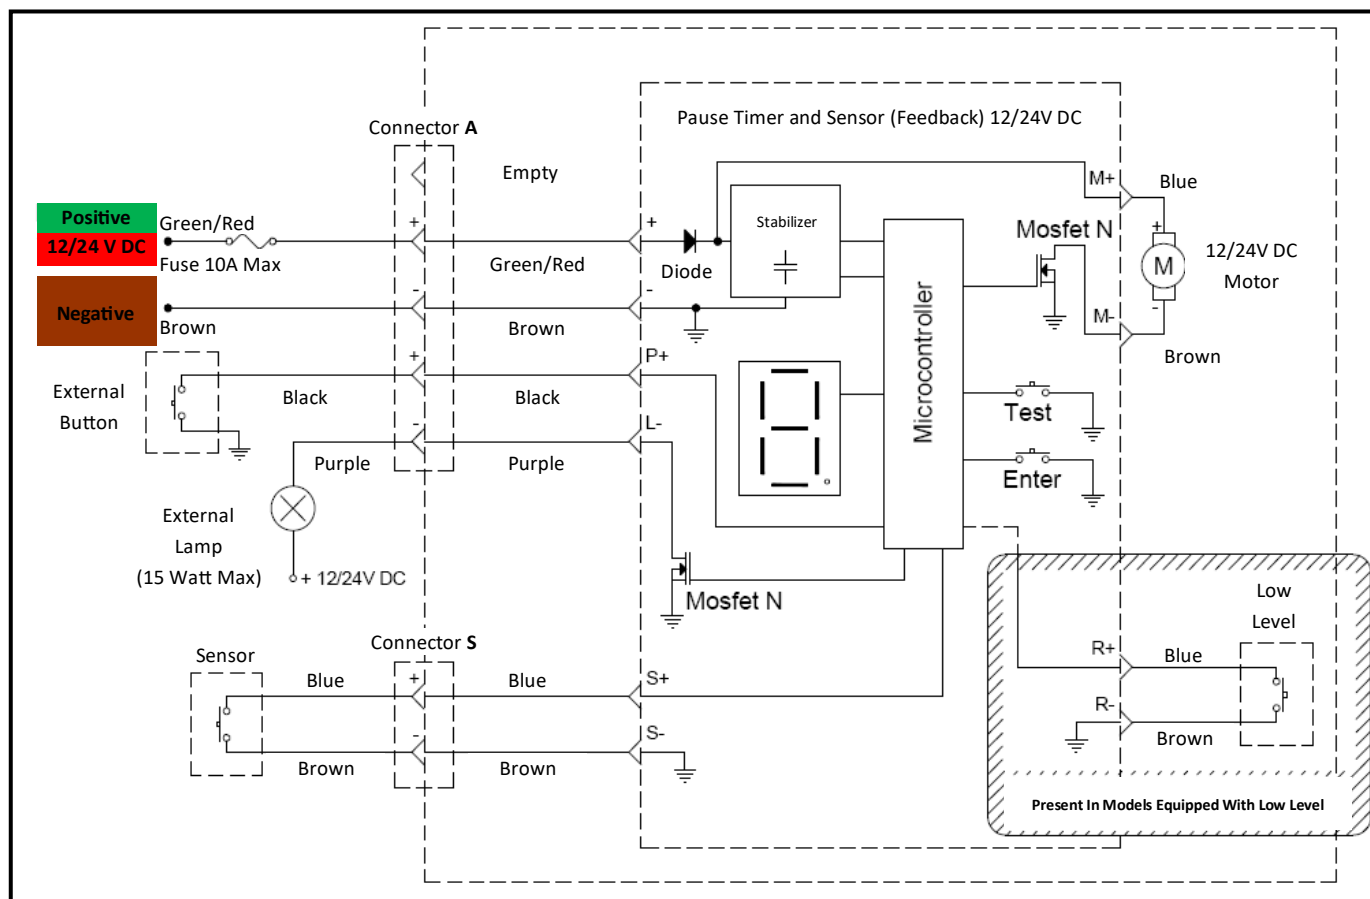 Pause Timer and Sensor (Feedback) 12/24V DC
Connector A
Empty
M+
Blue
Positive
12/24 V DC
Green/Red
Fuse 10A Max
+
Green/Red
+
Diode
Stabilizer
Mosfet N
+
M
-
12/24V DC
Motor
Negative
Brown
-
Brown
-
M-
Brown
Microcontroller
External
Button
Black
+
Black
P+
Test
Purple
-
Purple
L-
Enter
External
Lamp
(15 Watt Max)
+ 12/24V DC
Mosfet N
Low
Level
Connector S
Sensor
Blue
+
Blue
S+
R+
Blue
Brown
-
Brown
S-
R-
Brown
Present In Models Equipped With Low Level